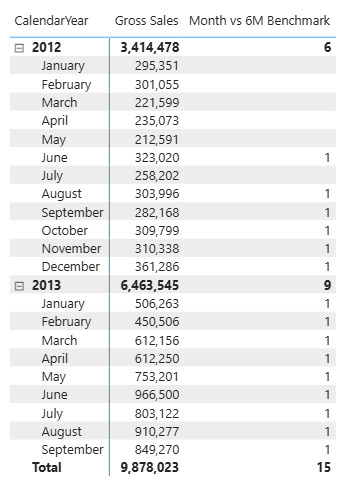 CalendarYear Gross Sales Month vs 6M Benchmark
2012 3,414,478 6
January 295,351
February 301,055
March 221,599
April 235,073
May 212,591
June 323,020 1
July 258,202
August 303,996 1
September 282,168 1
October 309,799 1
November 310,338 1
December 361,286 1
2013 6,463,545 9
January 506,263 1
February 450,506 1
March 612,156 1
April 612,250 1
May 753,201 1
June 966,500 1
July 803,122 1
August 910,277 1
September 849,270 1
Total 9,878,023 15